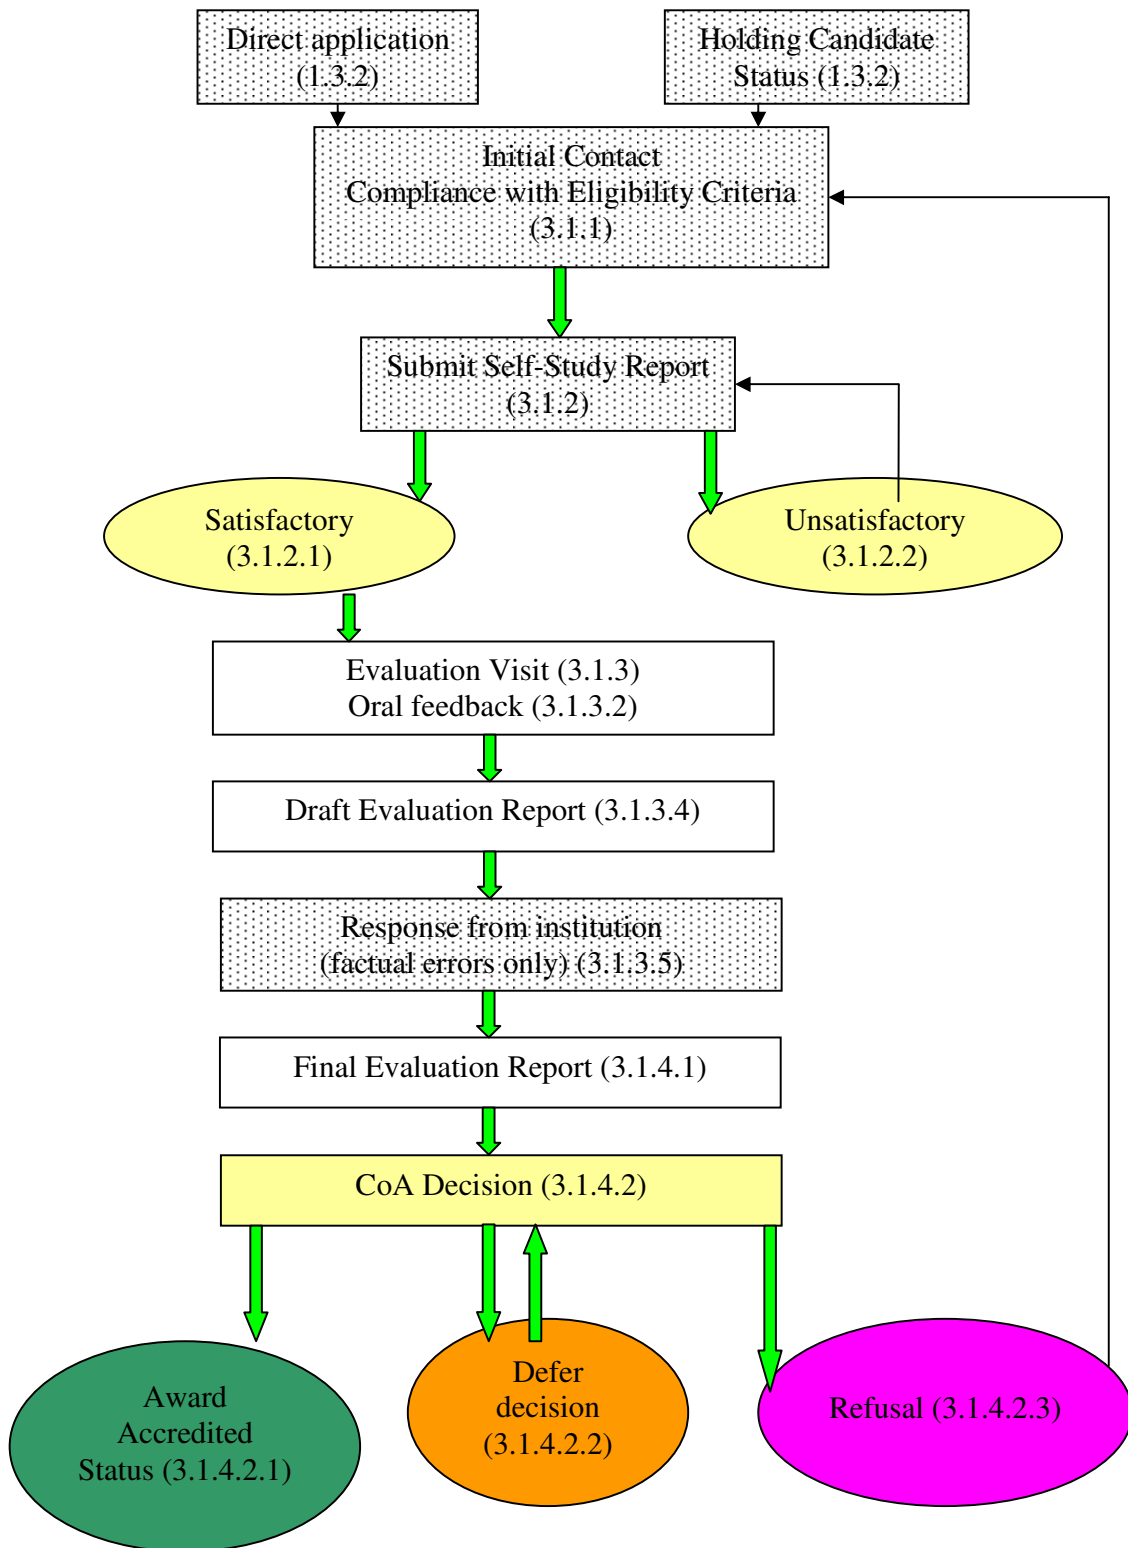 Direct application
(1.3.2)
Holding Candidate
Status (1.3.2)
Initial Contact
Compliance with Eligibility Criteria
(3.1.1)
Submit Self-Study Report
(3.1.2)
Satisfactory
(3.1.2.1)
Unsatisfactory
(3.1.2.2)
Evaluation Visit (3.1.3)
Oral feedback (3.1.3.2)
Draft Evaluation Report (3.1.3.4)
Response from institution
(factual errors only) (3.1.3.5)
Final Evaluation Report (3.1.4.1)
CoA Decision (3.1.4.2)
Award
Accredited
Status (3.1.4.2.1)
Defer
decision
(3.1.4.2.2)
Refusal (3.1.4.2.3)